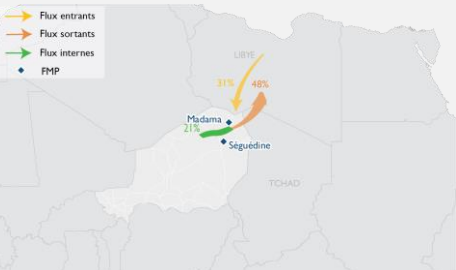 Flux entrants
Flux sortants
Flux internes
FMP
LIBYE
31%
48%
Madama
21%
Séguédine
TCHAD